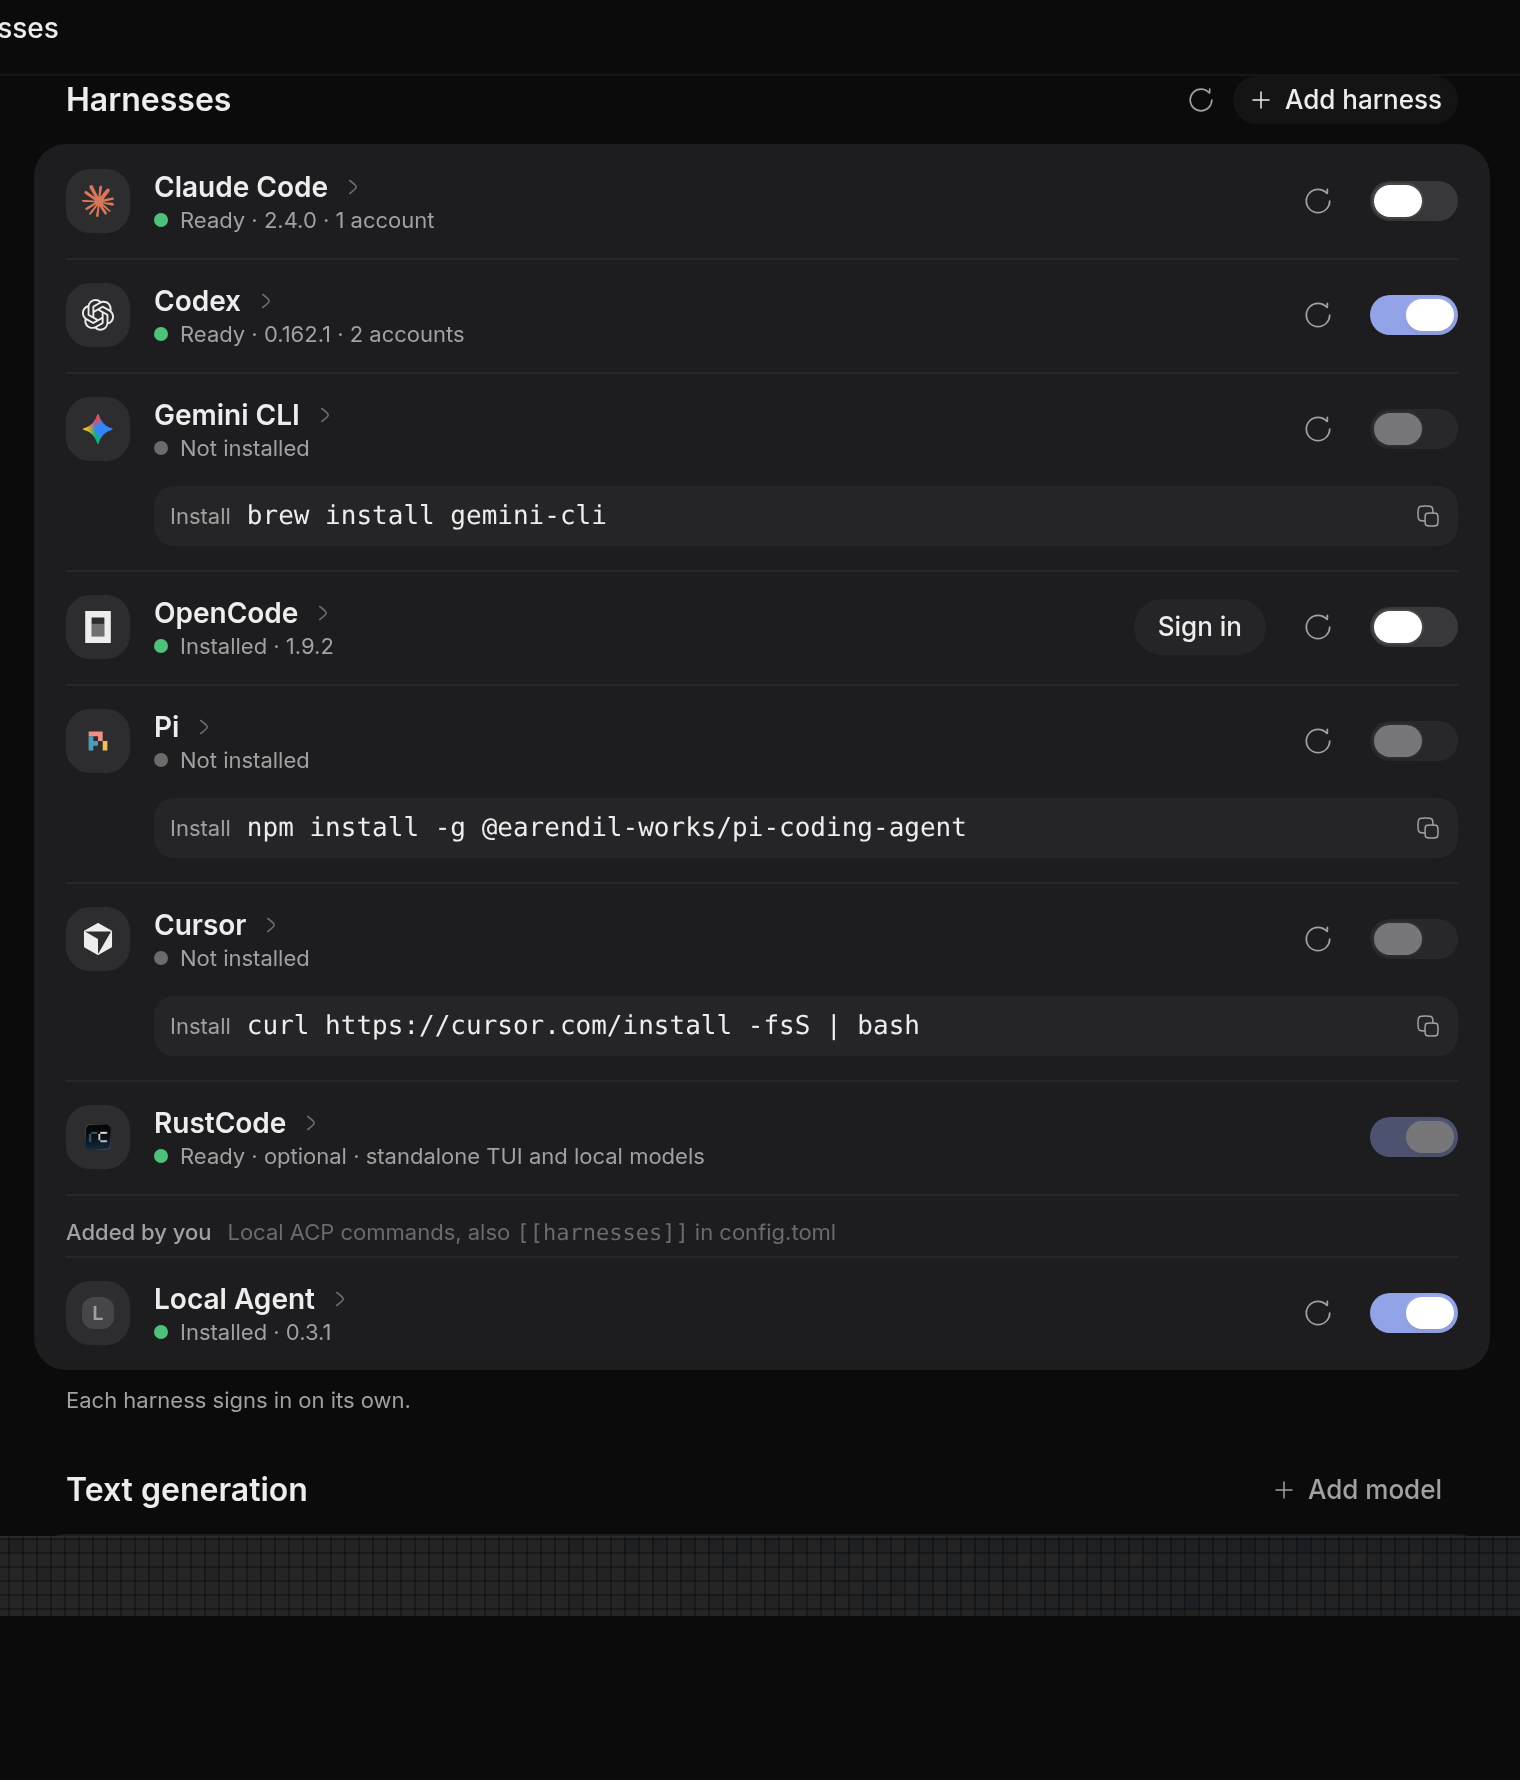 sses
Harnesses
Add harness
Claude Code
Ready · 2.4.0 · 1 account
Codex
Ready · 0.162.1 · 2 accounts
Gemini CLI
Not installed
Install brew install gemini-cli
OpenCode
Installed · 1.9.2
Sign in
Pi
Not installed
Install npm install -g @earendil-works/pi-coding-agent
Cursor
Not installed
Install curl https://cursor.com/install -fsS | bash
RustCode
Ready · optional · standalone TUI and local models
Added by you Local ACP commands, also [[harnesses]] in config.toml
L
Local Agent
Installed · 0.3.1
Each harness signs in on its own.
Text generation
Add model